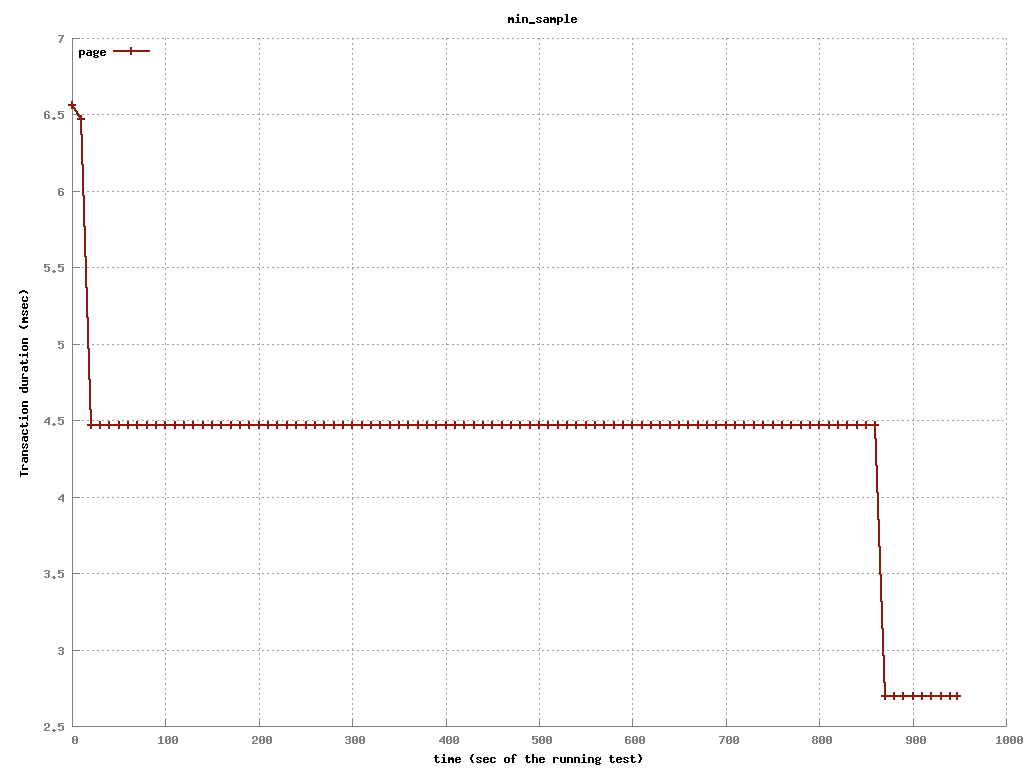 min_sample
page
7
6.5
6
5.5
5
4.5
4
3.5
3
2.5
Transaction duration (msec)
0 100 200 300 400 500 600 700 800 900 1000
time (sec of the running test)